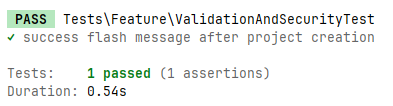 PASS Tests\Feature\ValidationAndSecurityTest
✓ success flash message after project creation
Tests: 1 passed (1 assertions)
Duration: 0.54s